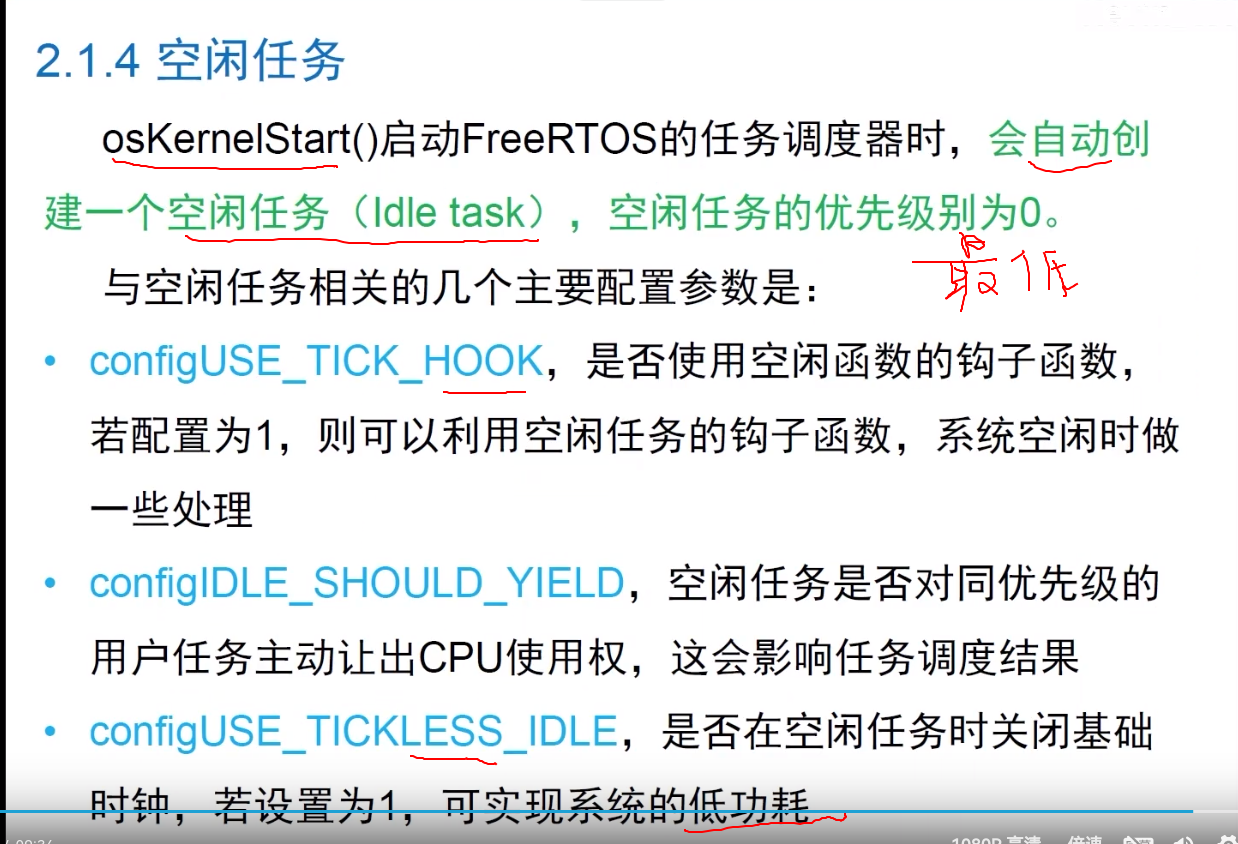 2.1.4 空闲任务
osKernelStart()启动FreeRTOS的任务调度器时，会自动创
建一个空闲任务（Idle task），空闲任务的优先级别为0。
最低
与空闲任务相关的几个主要配置参数是：
• configUSE_TICK_HOOK，是否使用空闲函数的钩子函数，
若配置为1，则可以利用空闲任务的钩子函数，系统空闲时做
一些处理
• configIDLE_SHOULD_YIELD，空闲任务是否对同优先级的
用户任务主动让出CPU使用权，这会影响任务调度结果
• configUSE_TICKLESS_IDLE，是否在空闲任务时关闭基础
时钟，若设置为1，可实现系统的低功耗
1080P 高清 倍速